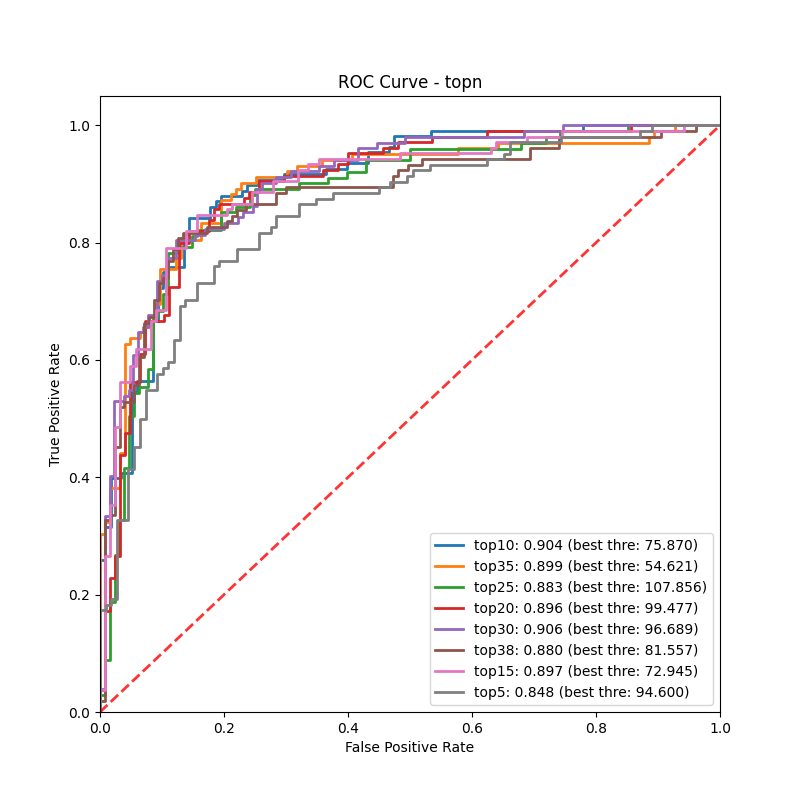 ROC Curve - topn
1.0
0.8
0.6
0.4
0.2
0.0
True Positive Rate
top10: 0.904 (best thre: 75.870)
top35: 0.899 (best thre: 54.621)
top25: 0.883 (best thre: 107.856)
top20: 0.896 (best thre: 99.477)
top30: 0.906 (best thre: 96.689)
top38: 0.880 (best thre: 81.557)
top15: 0.897 (best thre: 72.945)
top5: 0.848 (best thre: 94.600)
0.0 0.2 0.4 0.6 0.8 1.0
False Positive Rate